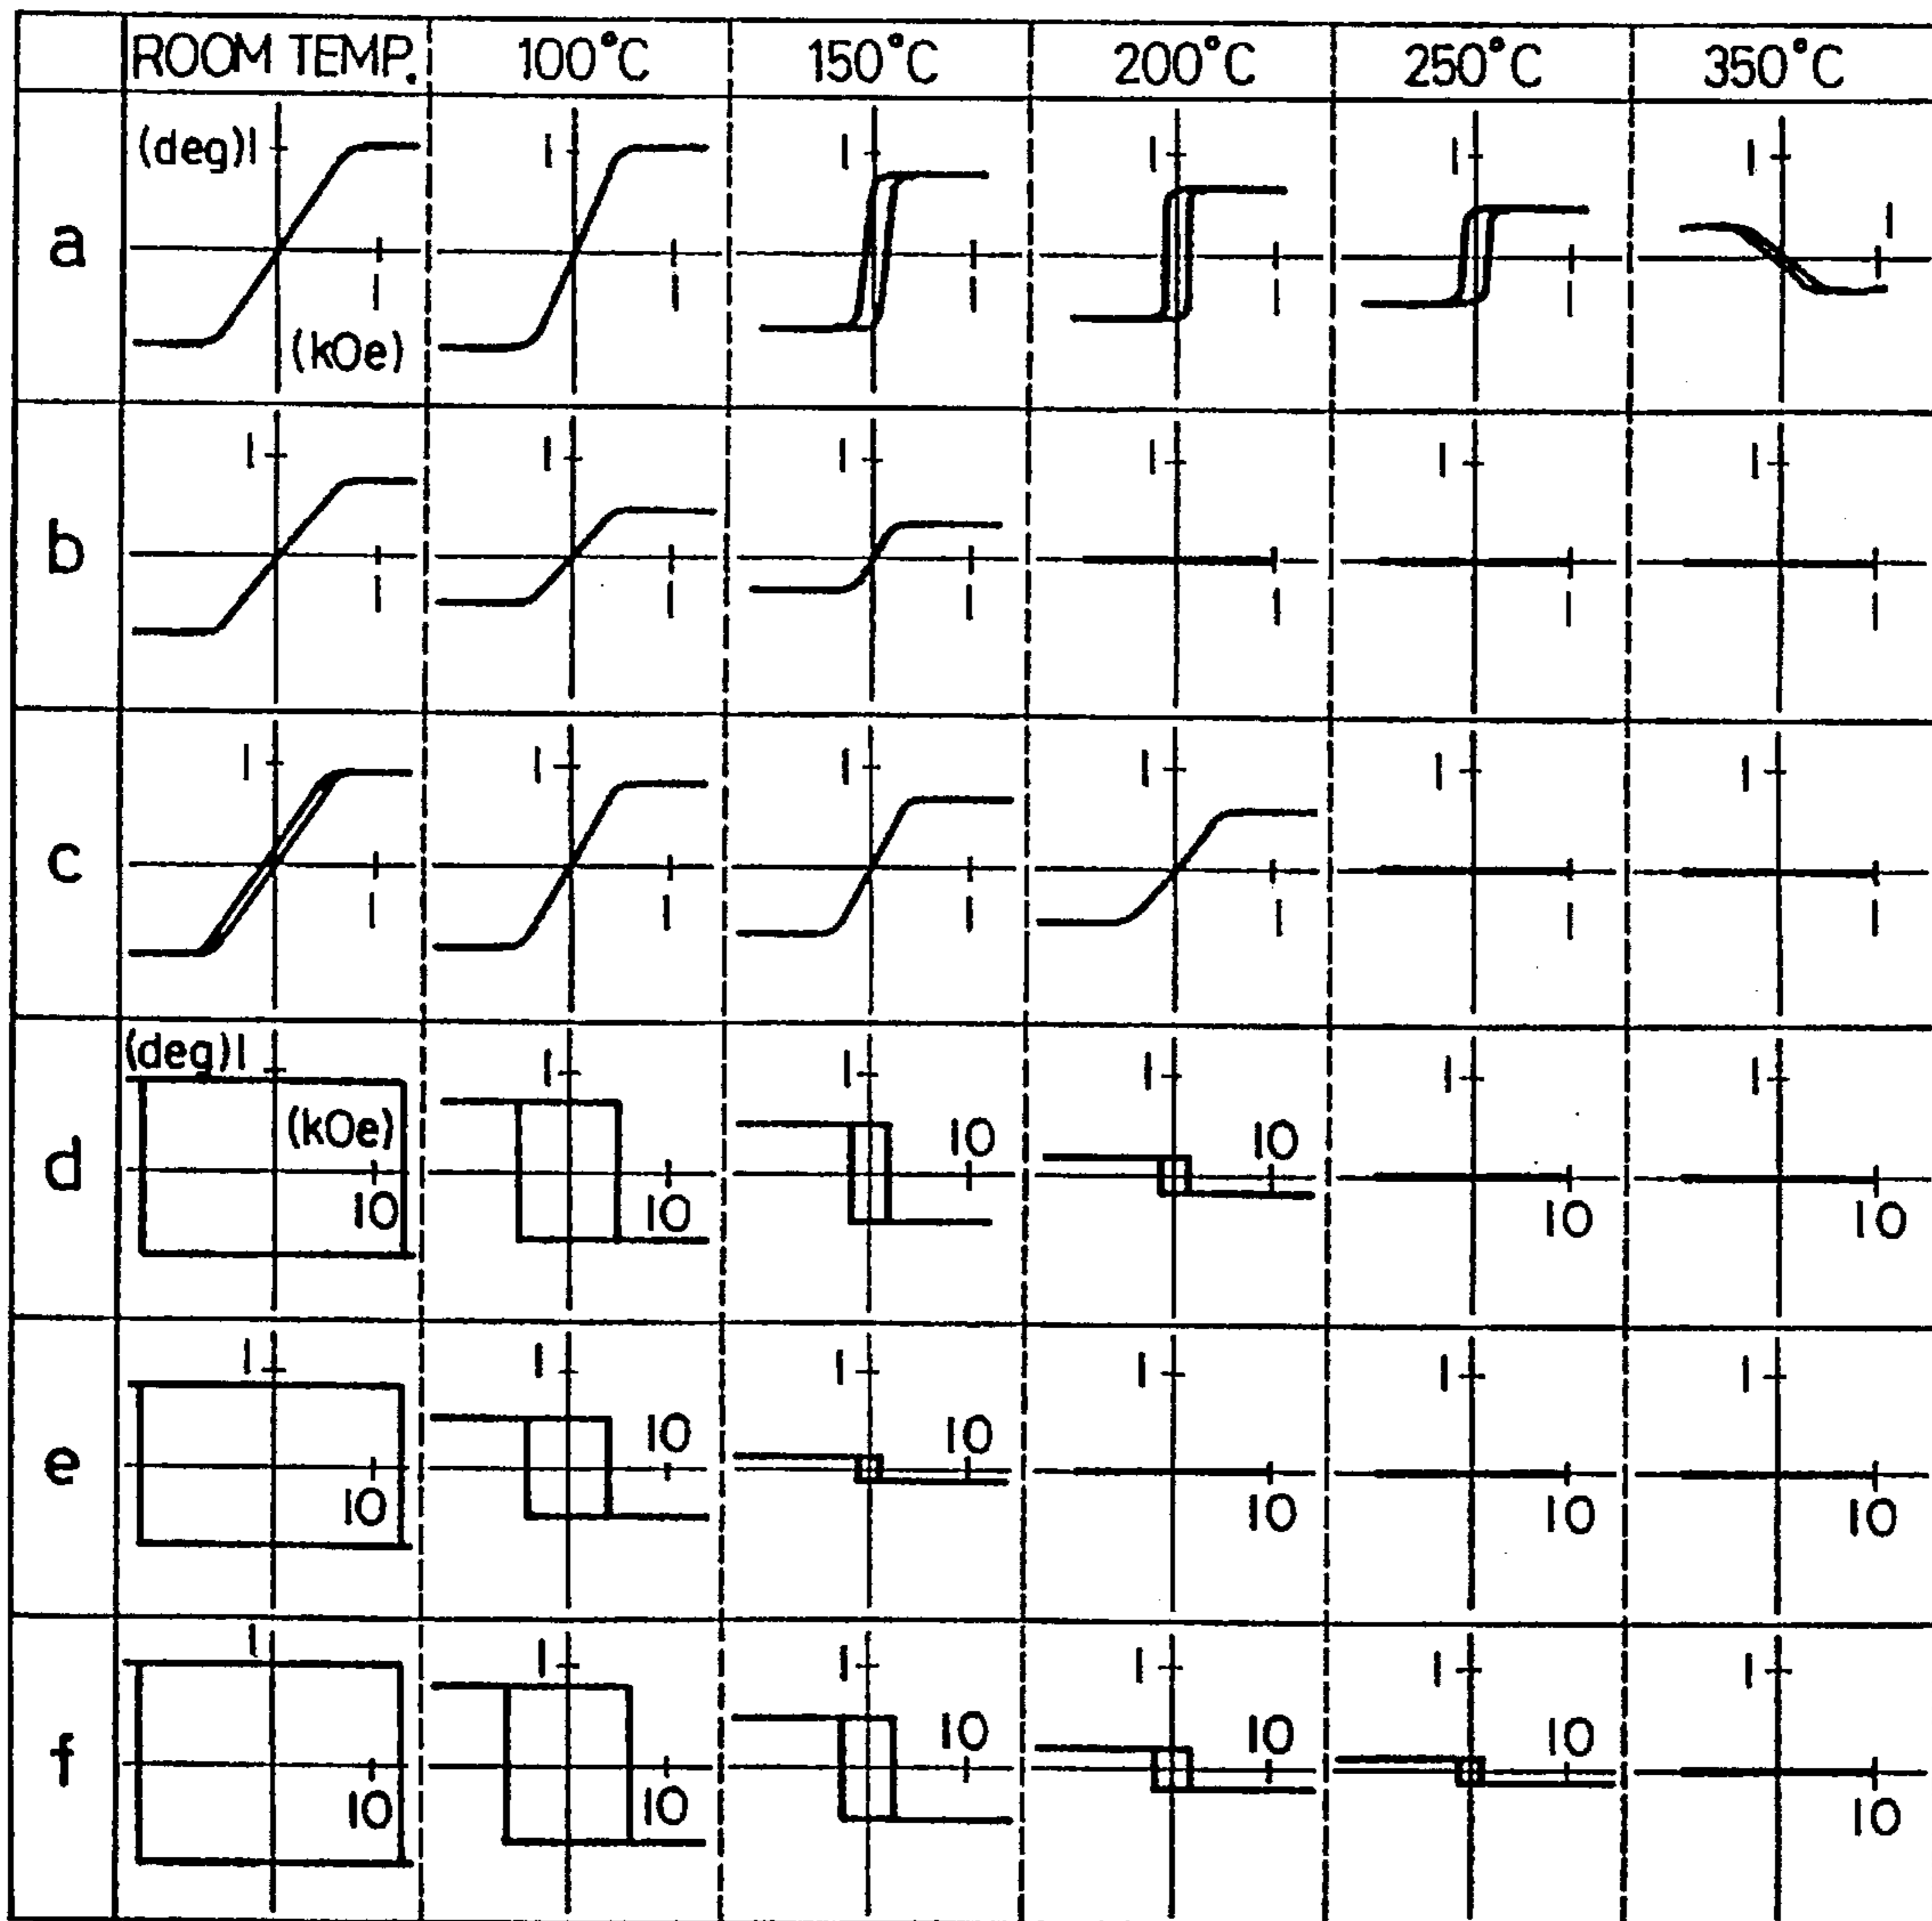 ROOM TEMP. 100°C 150°C 200°C 250°C 350°C
(deg)1 1 1 1 1 1
a 1
1 1 1 1 1
(kOe)
1 1 1 1 1 1
b
1 1 1 1 1 1
1 1 1 1 1 1
c
1 1 1 1 1 1
(deg)1 1 1 1 1 1
(kOe) 10 10
d
10 10 10 10
1 1 1 1 1 1
10 10
e
10 10 10 10
1 1 1 1 1 1
10 10 10
f
10 10 10